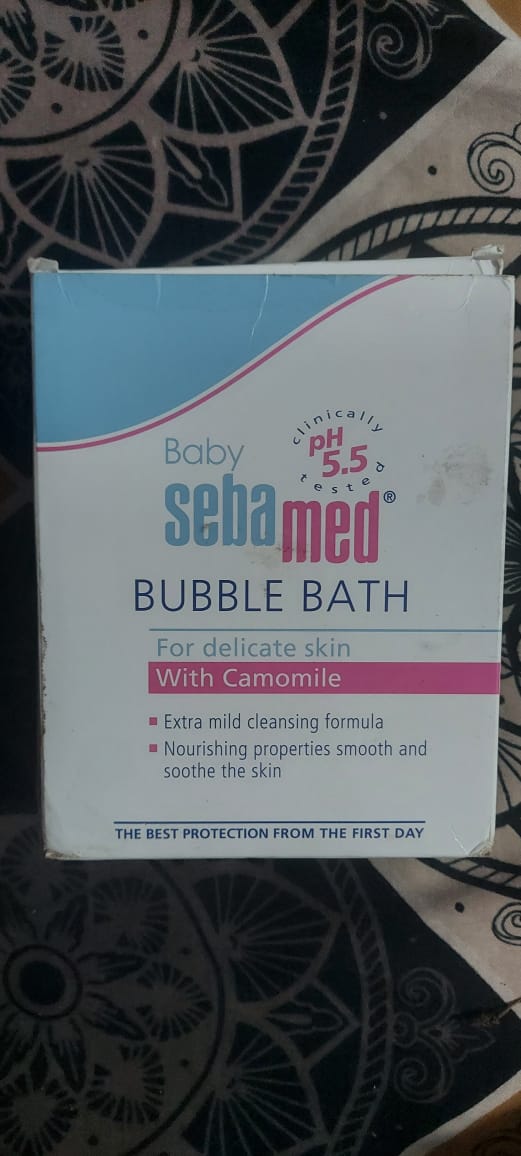 Baby
clinically
pH
5.5
tested
sebamed®
BUBBLE BATH
For delicate skin
With Camomile
▪ Extra mild cleansing formula
▪ Nourishing properties smooth and
soothe the skin
THE BEST PROTECTION FROM THE FIRST DAY